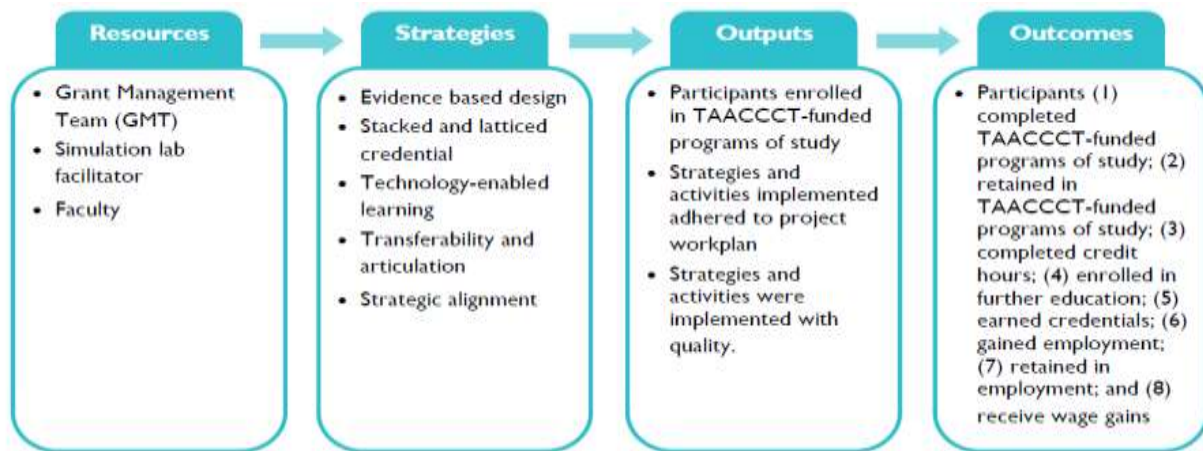 Resources
Strategies
Outputs
Outcomes
• Grant Management
Team (GMT)
• Simulation lab
facilitator
• Faculty
• Evidence based design
• Stacked and latticed
credential
• Technology-enabled
learning
• Transferability and
articulation
• Strategic alignment
• Participants enrolled
in TAACCCT-funded
programs of study
• Strategies and
activities implemented
adhered to project
workplan
• Strategies and
activities were
implemented with
quality.
• Participants (1)
completed
TAACCCT-funded
programs of study; (2)
retained in
TAACCCT-funded
programs of study; (3)
completed credit
hours; (4) enrolled in
further education; (5)
earned credentials; (6)
gained employment;
(7) retained in
employment; and (8)
receive wage gains